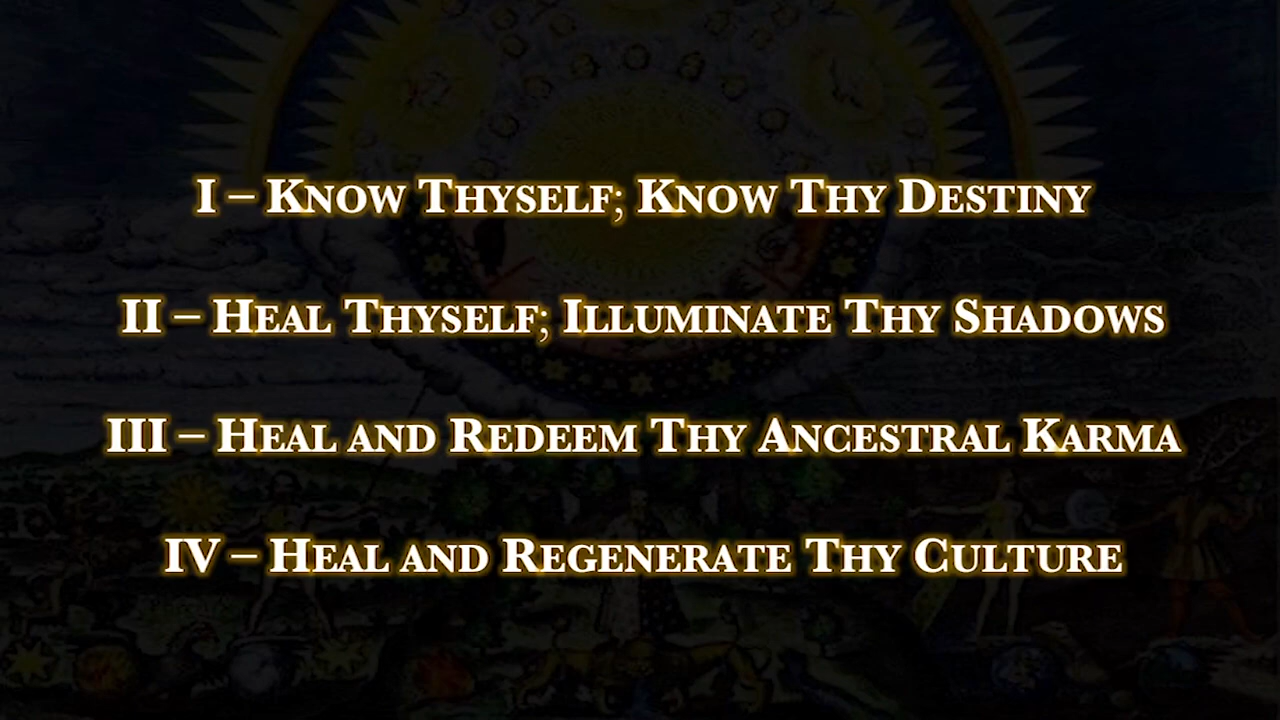 I – Know Thyself; Know Thy Destiny
II – Heal Thyself; Illuminate Thy Shadows
III – Heal and Redeem Thy Ancestral Karma
IV – Heal and Regenerate Thy Culture